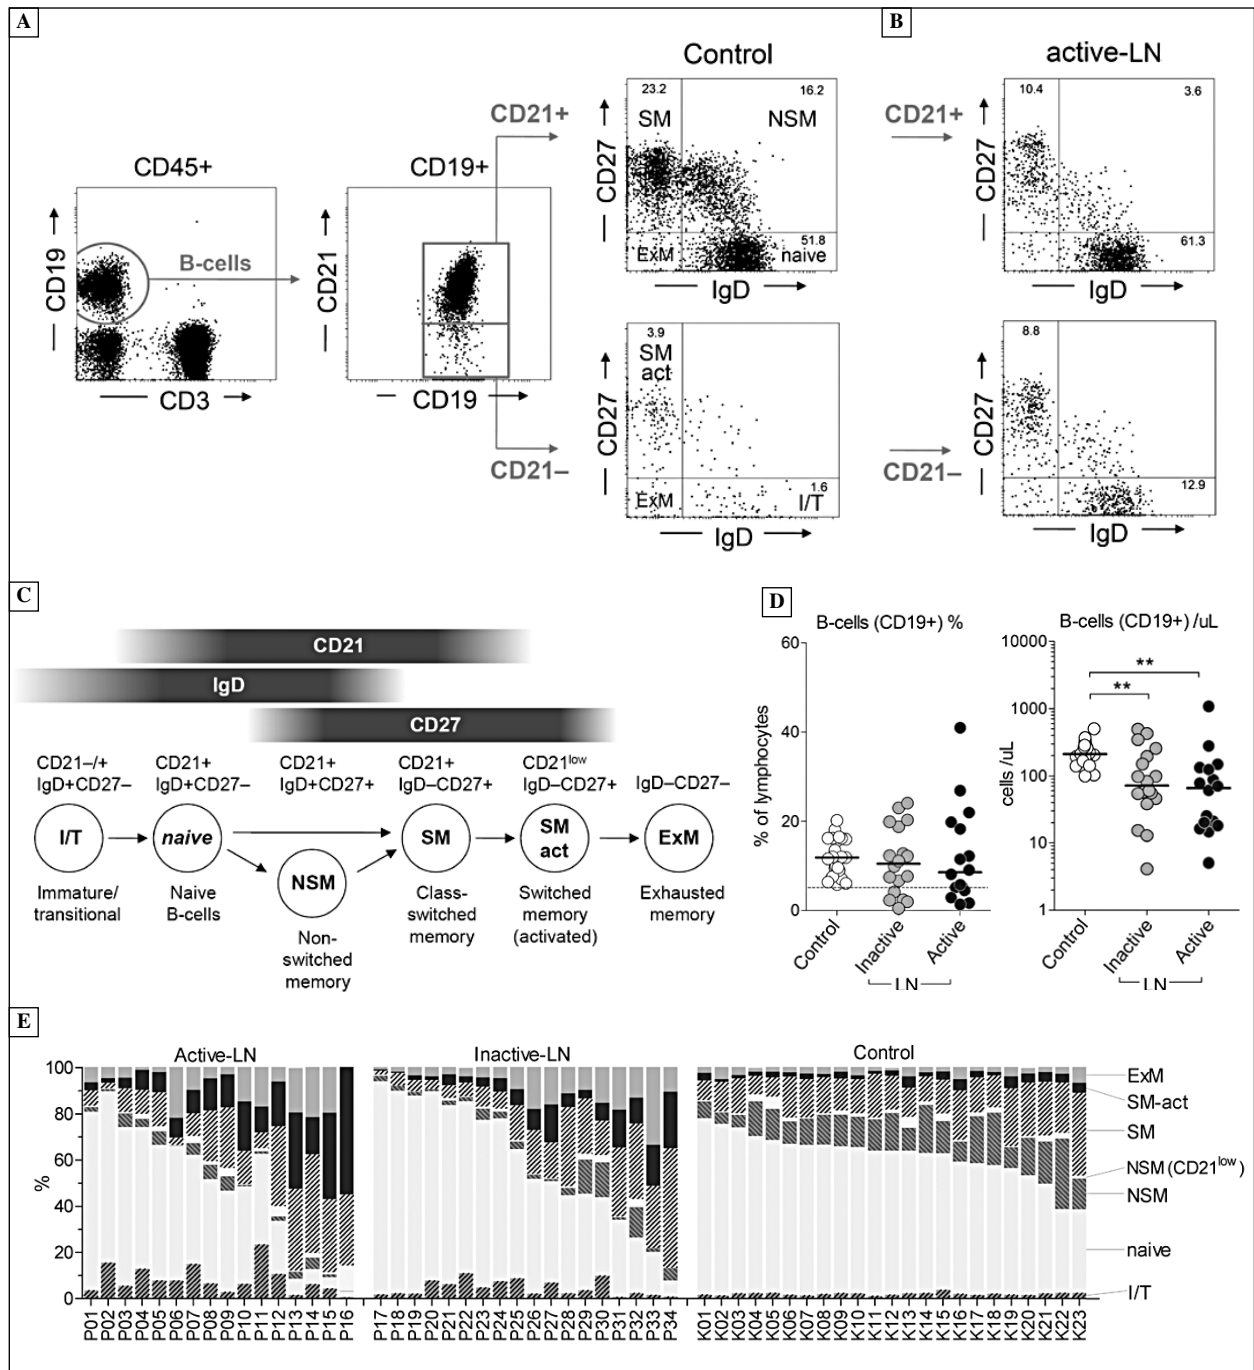 A
B
Control
active-LN
CD45+
CD19+
CD21+
CD21+
23.2
16.2
SM
NSM
ExM
51.8
naive
CD27
IgD
10.4
3.6
61.3
CD27
IgD
CD19
B-cells
CD3
CD21
CD19
CD21–
CD21–
3.9
SM
act
ExM
1.6
I/T
CD27
IgD
8.8
12.9
CD27
IgD
C
CD21
IgD
CD27
CD21–/+
IgD+CD27–
CD21+
IgD+CD27–
CD21+
IgD+CD27+
CD21+
IgD–CD27+
CD21low
IgD–CD27+
IgD–CD27–
I/T
naive
NSM
SM
SM
act
ExM
Immature/
transitional
Naive
B-cells
Non-
switched
memory
Class-
switched
memory
Switched
memory
(activated)
Exhausted
memory
D
B-cells (CD19+) %
% of lymphocytes
60
40
20
0
Control
Inactive
Active
LN
B-cells (CD19+) /uL
cells /uL
10000
1000
100
10
1
**
**
Control
Inactive
Active
LN
E
Active-LN
Inactive-LN
Control
%
100
80
60
40
20
0
P01 P02 P03 P04 P05 P06 P07 P08 P09 P10 P11 P12 P13 P14 P15 P16
P17 P18 P19 P20 P21 P22 P23 P24 P25 P26 P27 P28 P29 P30 P31 P32 P33 P34
K01 K02 K03 K04 K05 K06 K07 K08 K09 K10 K11 K12 K13 K14 K15 K16 K17 K18 K19 K20 K21 K22 K23
ExM
SM-act
SM
NSM (CD21low)
NSM
naive
I/T